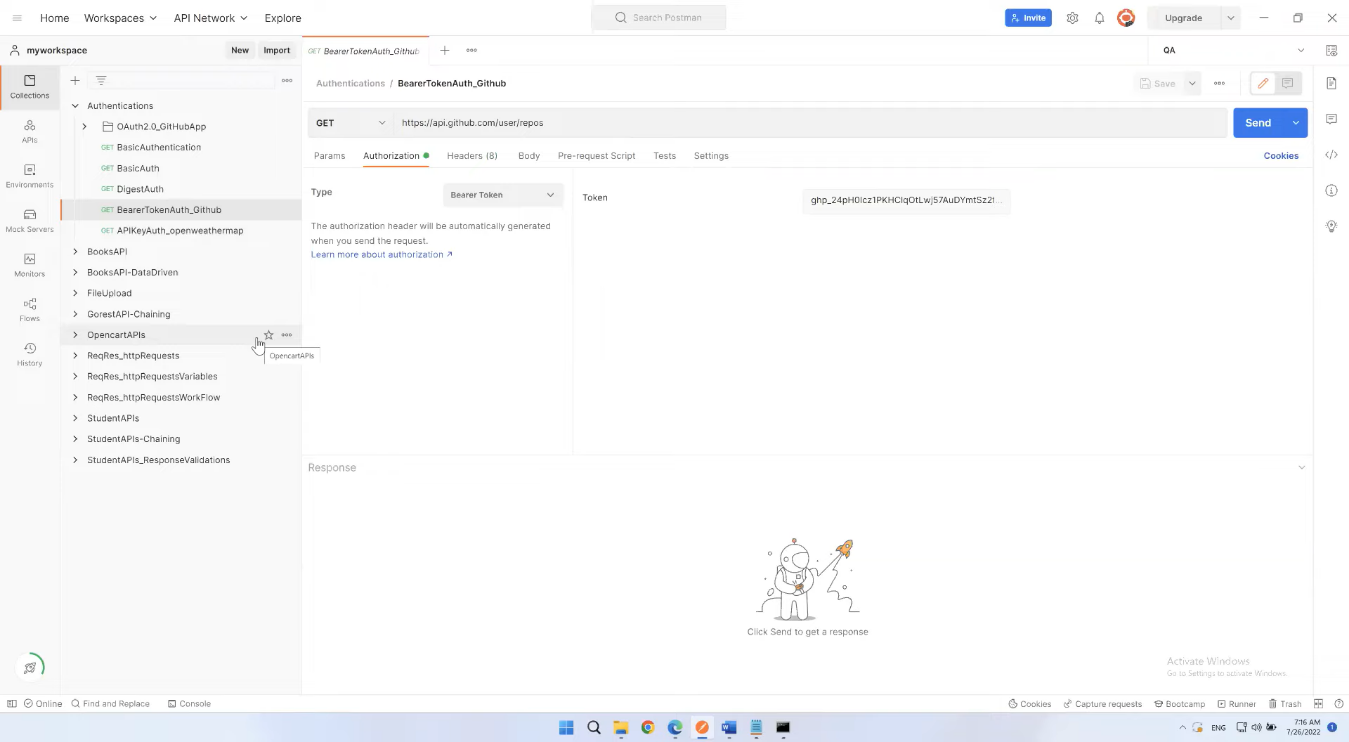 Home Workspaces API Network Explore Search Postman Invite Upgrade
myworkspace New Import GET BearerTokenAuth_Github QA
Collections
APIs
Environments
Mock Servers
Monitors
Flows
History
Authentications
OAuth2.0_GitHubApp
GET BasicAuthentication
GET BasicAuth
GET DigestAuth
GET BearerTokenAuth_Github
GET APIKeyAuth_openweathermap
BooksAPI
BooksAPI-DataDriven
FileUpload
GorestAPI-Chaining
OpencartAPIs
OpencartAPIs
ReqRes_httpRequests
ReqRes_httpRequestsVariables
ReqRes_httpRequestsWorkFlow
StudentAPIs
StudentAPIs-Chaining
StudentAPIs_ResponseValidations
Authentications / BearerTokenAuth_Github Save
GET https://api.github.com/user/repos Send
Params Authorization Headers (8) Body Pre-request Script Tests Settings Cookies
Type Bearer Token Token
The authorization header will be automatically generated
when you send the request.
Learn more about authorization ↗
Response
Click Send to get a response
Activate Windows
Go to Settings to activate Windows.
Online Find and Replace Console Cookies Capture requests Bootcamp Runner Trash
ENG 7:16 AM
7/26/2022 1